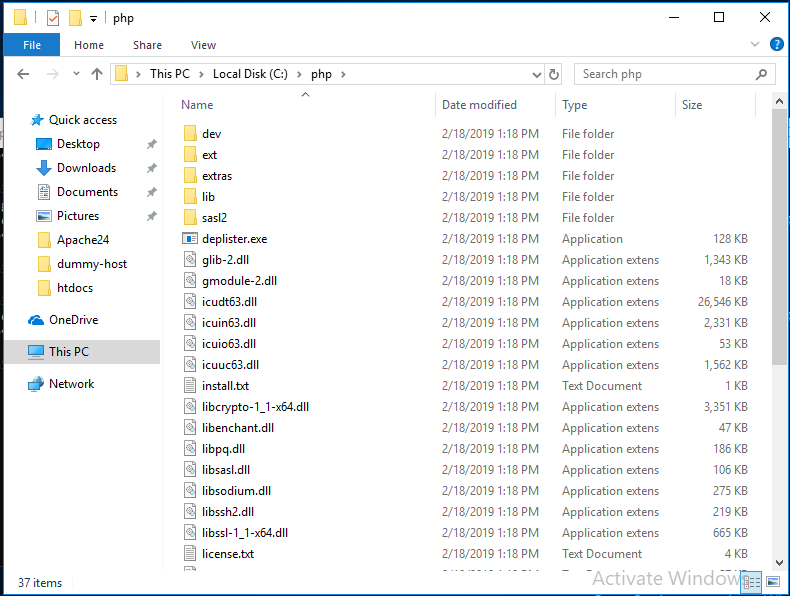 php
File Home Share View
This PC Local Disk (C:) php Search php
Name Date modified Type Size
Quick access
Desktop
Downloads
Documents
Pictures
Apache24
dummy-host
htdocs
OneDrive
This PC
Network
dev 2/18/2019 1:18 PM File folder
ext 2/18/2019 1:18 PM File folder
extras 2/18/2019 1:18 PM File folder
lib 2/18/2019 1:18 PM File folder
sasl2 2/18/2019 1:18 PM File folder
deplister.exe 2/18/2019 1:18 PM Application 128 KB
glib-2.dll 2/18/2019 1:18 PM Application extens 1,343 KB
gmodule-2.dll 2/18/2019 1:18 PM Application extens 18 KB
icudt63.dll 2/18/2019 1:18 PM Application extens 26,546 KB
icuin63.dll 2/18/2019 1:18 PM Application extens 2,331 KB
icuio63.dll 2/18/2019 1:18 PM Application extens 53 KB
icuuc63.dll 2/18/2019 1:18 PM Application extens 1,562 KB
install.txt 2/18/2019 1:18 PM Text Document 1 KB
libcrypto-1_1-x64.dll 2/18/2019 1:18 PM Application extens 3,351 KB
libenchant.dll 2/18/2019 1:18 PM Application extens 47 KB
libpq.dll 2/18/2019 1:18 PM Application extens 186 KB
libsasl.dll 2/18/2019 1:18 PM Application extens 106 KB
libsodium.dll 2/18/2019 1:18 PM Application extens 275 KB
libssh2.dll 2/18/2019 1:18 PM Application extens 219 KB
libssl-1_1-x64.dll 2/18/2019 1:18 PM Application extens 665 KB
license.txt 2/18/2019 1:18 PM Text Document 4 KB
37 items
Activate Window